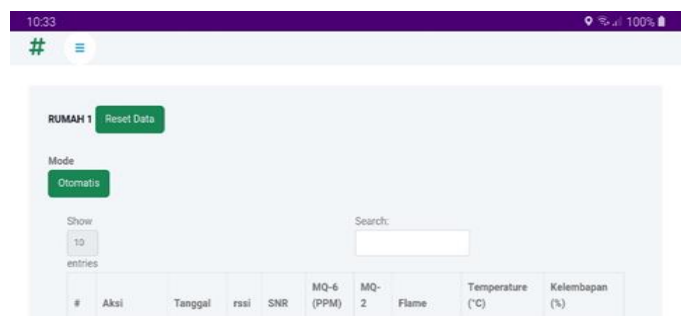 10:33 100%
#
RUMAH 1 Reset Data
Mode
Otomatis
Show Search:
10
entries
# Aksi Tanggal rssi SNR MQ-6 (PPM) MQ-2 Flame Temperature (°C) Kelembapan (%)